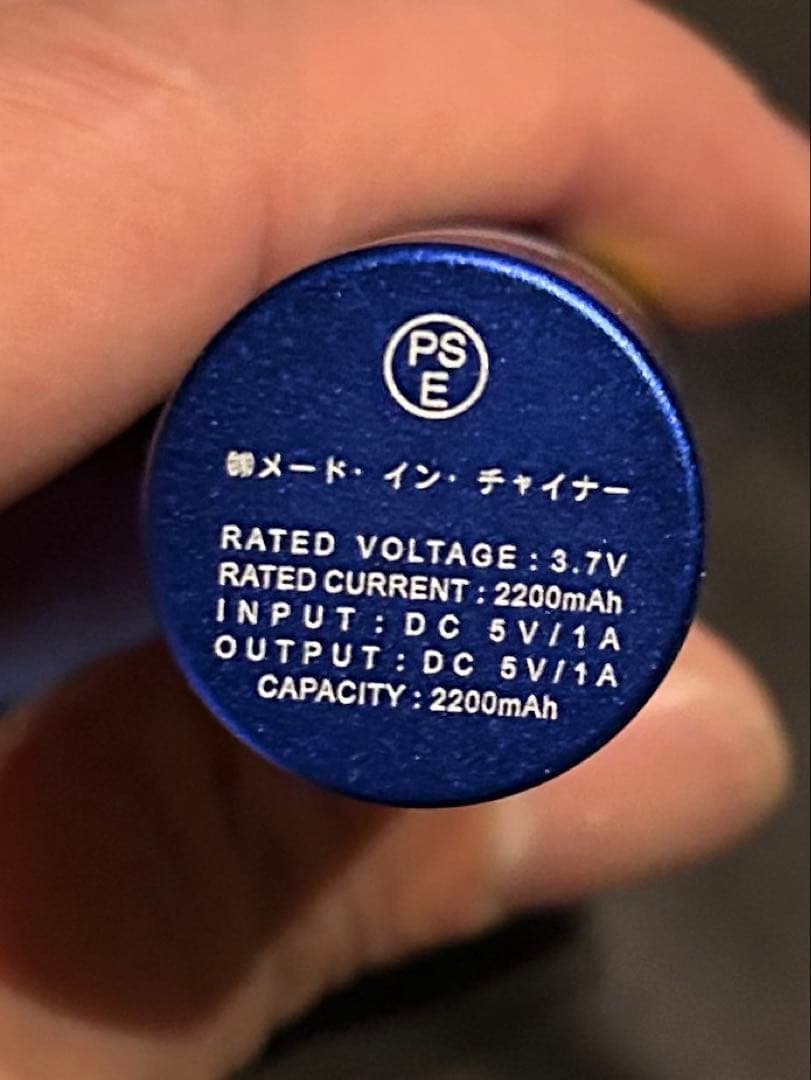 PS
E
メード・イン・チャイナー
RATED VOLTAGE : 3.7V
RATED CURRENT : 2200mAh
INPUT : DC 5V/1A
OUTPUT : DC 5V/1A
CAPACITY : 2200mAh